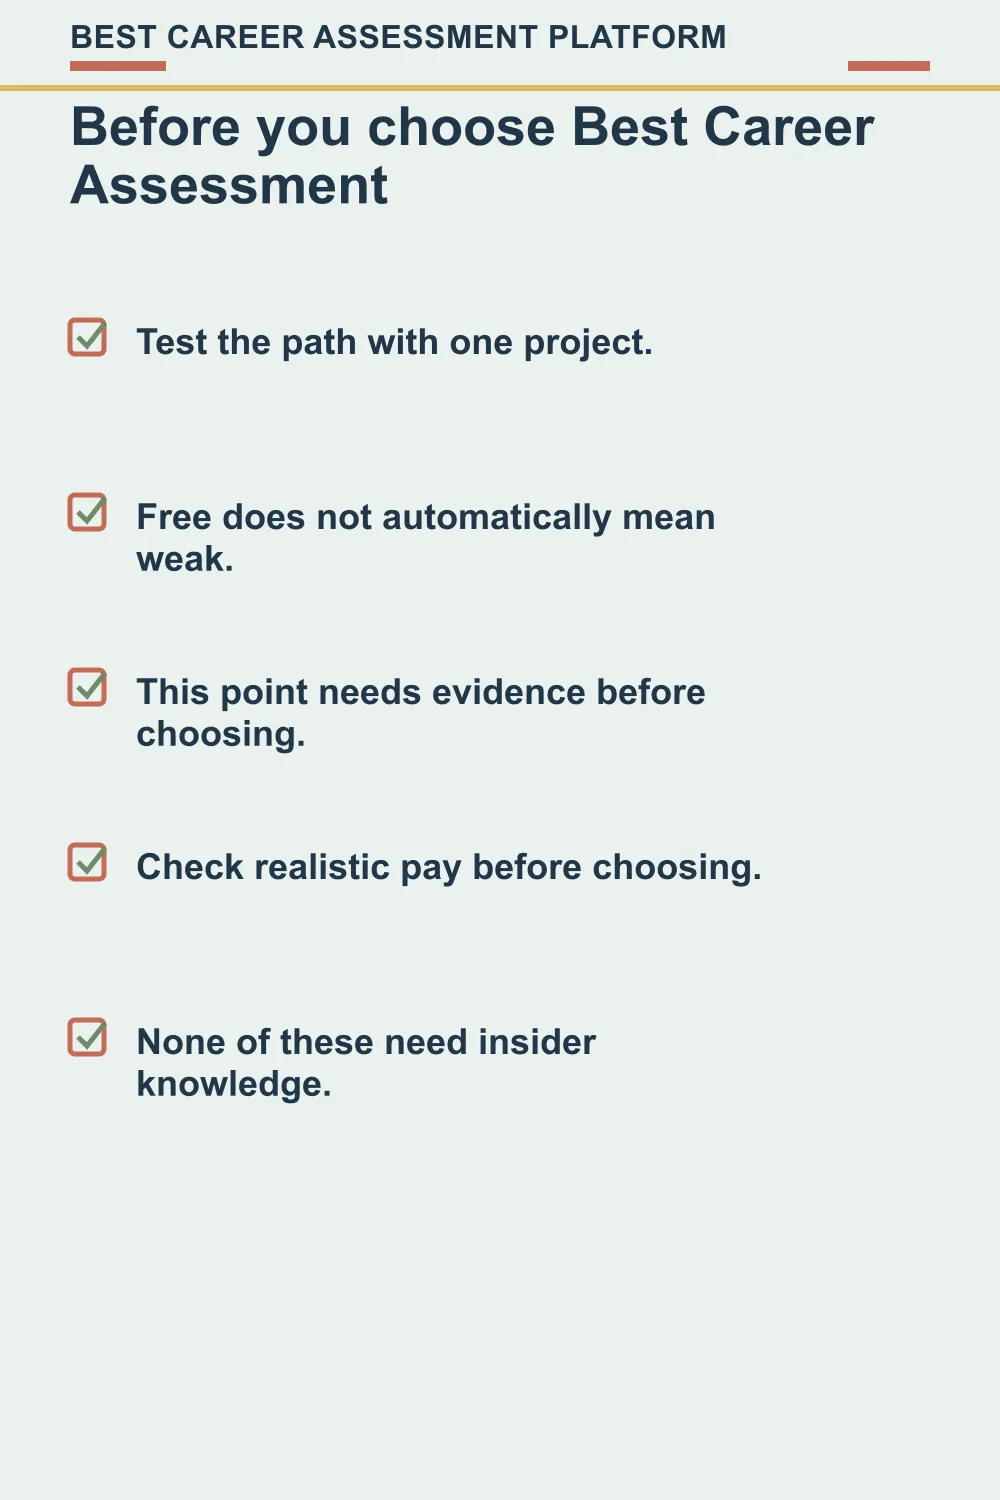 BEST CAREER ASSESSMENT PLATFORM
Before you choose Best Career
Assessment
Test the path with one project.
Free does not automatically mean
weak.
This point needs evidence before
choosing.
Check realistic pay before choosing.
None of these need insider
knowledge.